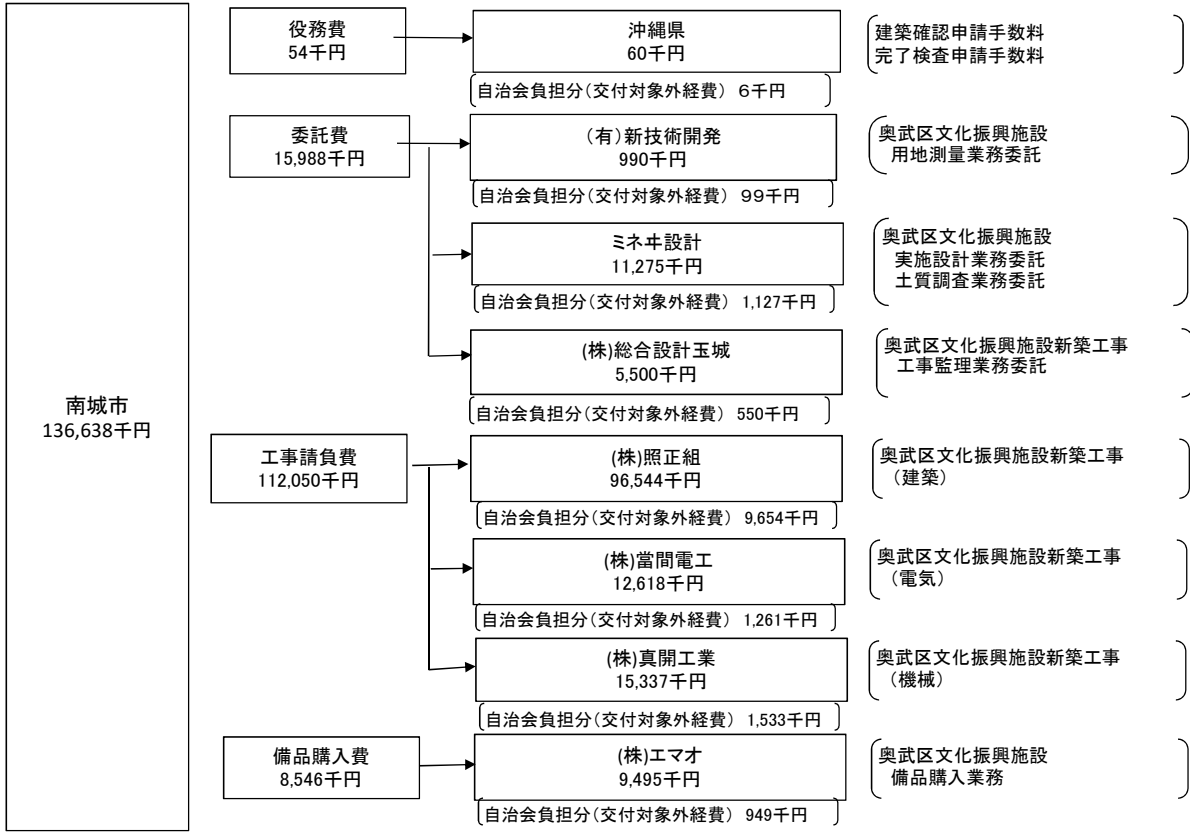 南城市
136,638千円
役務費
54千円
沖縄県
60千円
自治会負担分(交付対象外経費) 6千円
建築確認申請手数料
完了検査申請手数料
委託費
15,988千円
(有)新技術開発
990千円
自治会負担分(交付対象外経費) 99千円
奥武区文化振興施設
用地測量業務委託
ミネヰ設計
11,275千円
自治会負担分(交付対象外経費) 1,127千円
奥武区文化振興施設
実施設計業務委託
土質調査業務委託
(株)総合設計玉城
5,500千円
自治会負担分(交付対象外経費) 550千円
奥武区文化振興施設新築工事
工事監理業務委託
工事請負費
112,050千円
(株)照正組
96,544千円
自治会負担分(交付対象外経費) 9,654千円
奥武区文化振興施設新築工事
(建築)
(株)當間電工
12,618千円
自治会負担分(交付対象外経費) 1,261千円
奥武区文化振興施設新築工事
(電気)
(株)真開工業
15,337千円
自治会負担分(交付対象外経費) 1,533千円
奥武区文化振興施設新築工事
(機械)
備品購入費
8,546千円
(株)エマオ
9,495千円
自治会負担分(交付対象外経費) 949千円
奥武区文化振興施設
備品購入業務